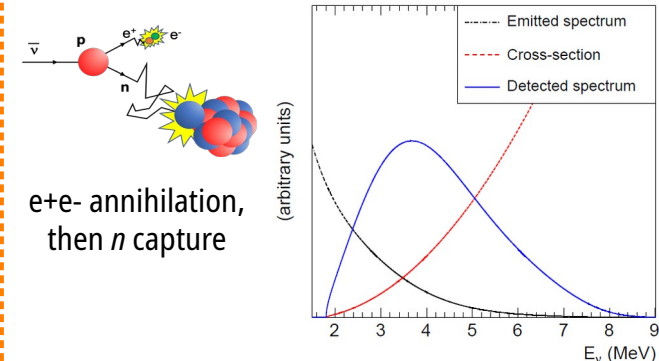 ν̅
p
e⁺
e⁻
n
e+e- annihilation,
then n capture
(arbitrary units)
Emitted spectrum
Cross-section
Detected spectrum
2 3 4 5 6 7 8 9
Eν (MeV)